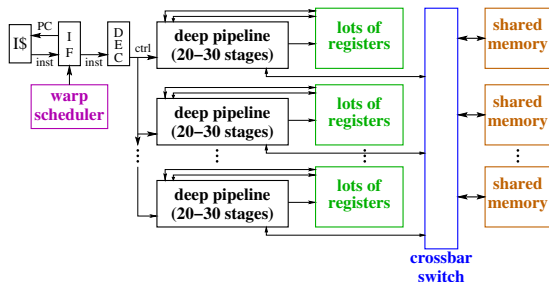 I$
PC
inst
I
F
inst
D
E
C
ctrl
warp
scheduler
deep pipeline
(20−30 stages)
lots of
registers
shared
memory
deep pipeline
(20−30 stages)
lots of
registers
shared
memory
deep pipeline
(20−30 stages)
lots of
registers
shared
memory
crossbar
switch